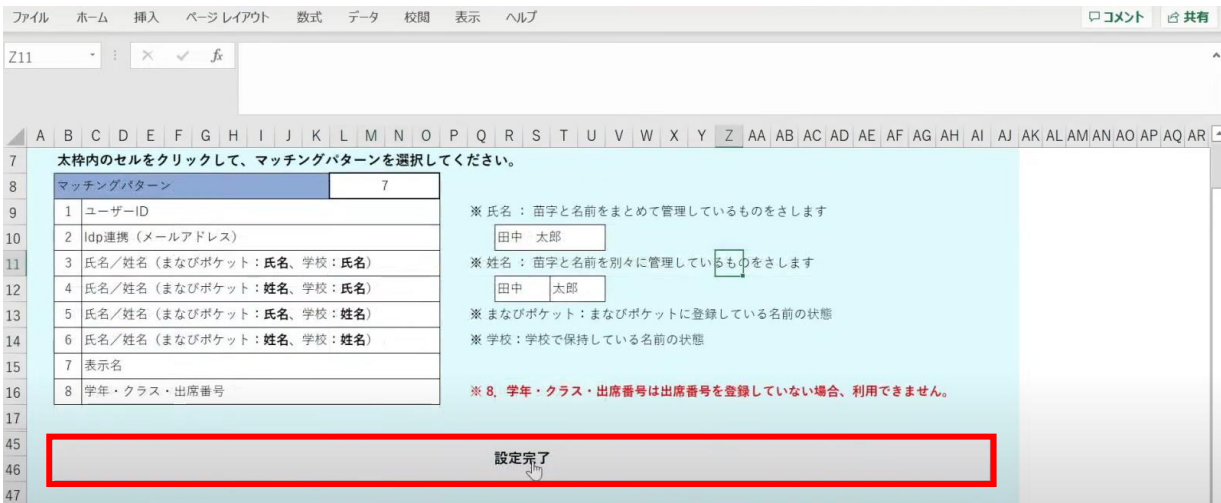 ファイル ホーム 挿入 ページ レイアウト 数式 データ 校閲 表示 ヘルプ コメント 共有
Z11 fx
A B C D E F G H I J K L M N O P Q R S T U V W X Y Z AA AB AC AD AE AF AG AH AI AJ AK AL AM AN AO AP AQ AR
7 太枠内のセルをクリックして、マッチングパターンを選択してください。
8 マッチングパターン 7
9 1 ユーザーID ※ 氏名 : 苗字と名前をまとめて管理しているものをさします
10 2 Idp連携(メールアドレス) 田中 太郎
11 3 氏名/姓名(まなびポケット:氏名、学校:氏名) ※ 姓名 : 苗字と名前を別々に管理しているものをさします
12 4 氏名/姓名(まなびポケット:姓名、学校:氏名) 田中 太郎
13 5 氏名/姓名(まなびポケット:氏名、学校:姓名) ※ まなびポケット:まなびポケットに登録している名前の状態
14 6 氏名/姓名(まなびポケット:姓名、学校:姓名) ※ 学校:学校で保持している名前の状態
15 7 表示名
16 8 学年・クラス・出席番号 ※ 8. 学年・クラス・出席番号は出席番号を登録していない場合、利用できません。
17
45
46 設定完了
47